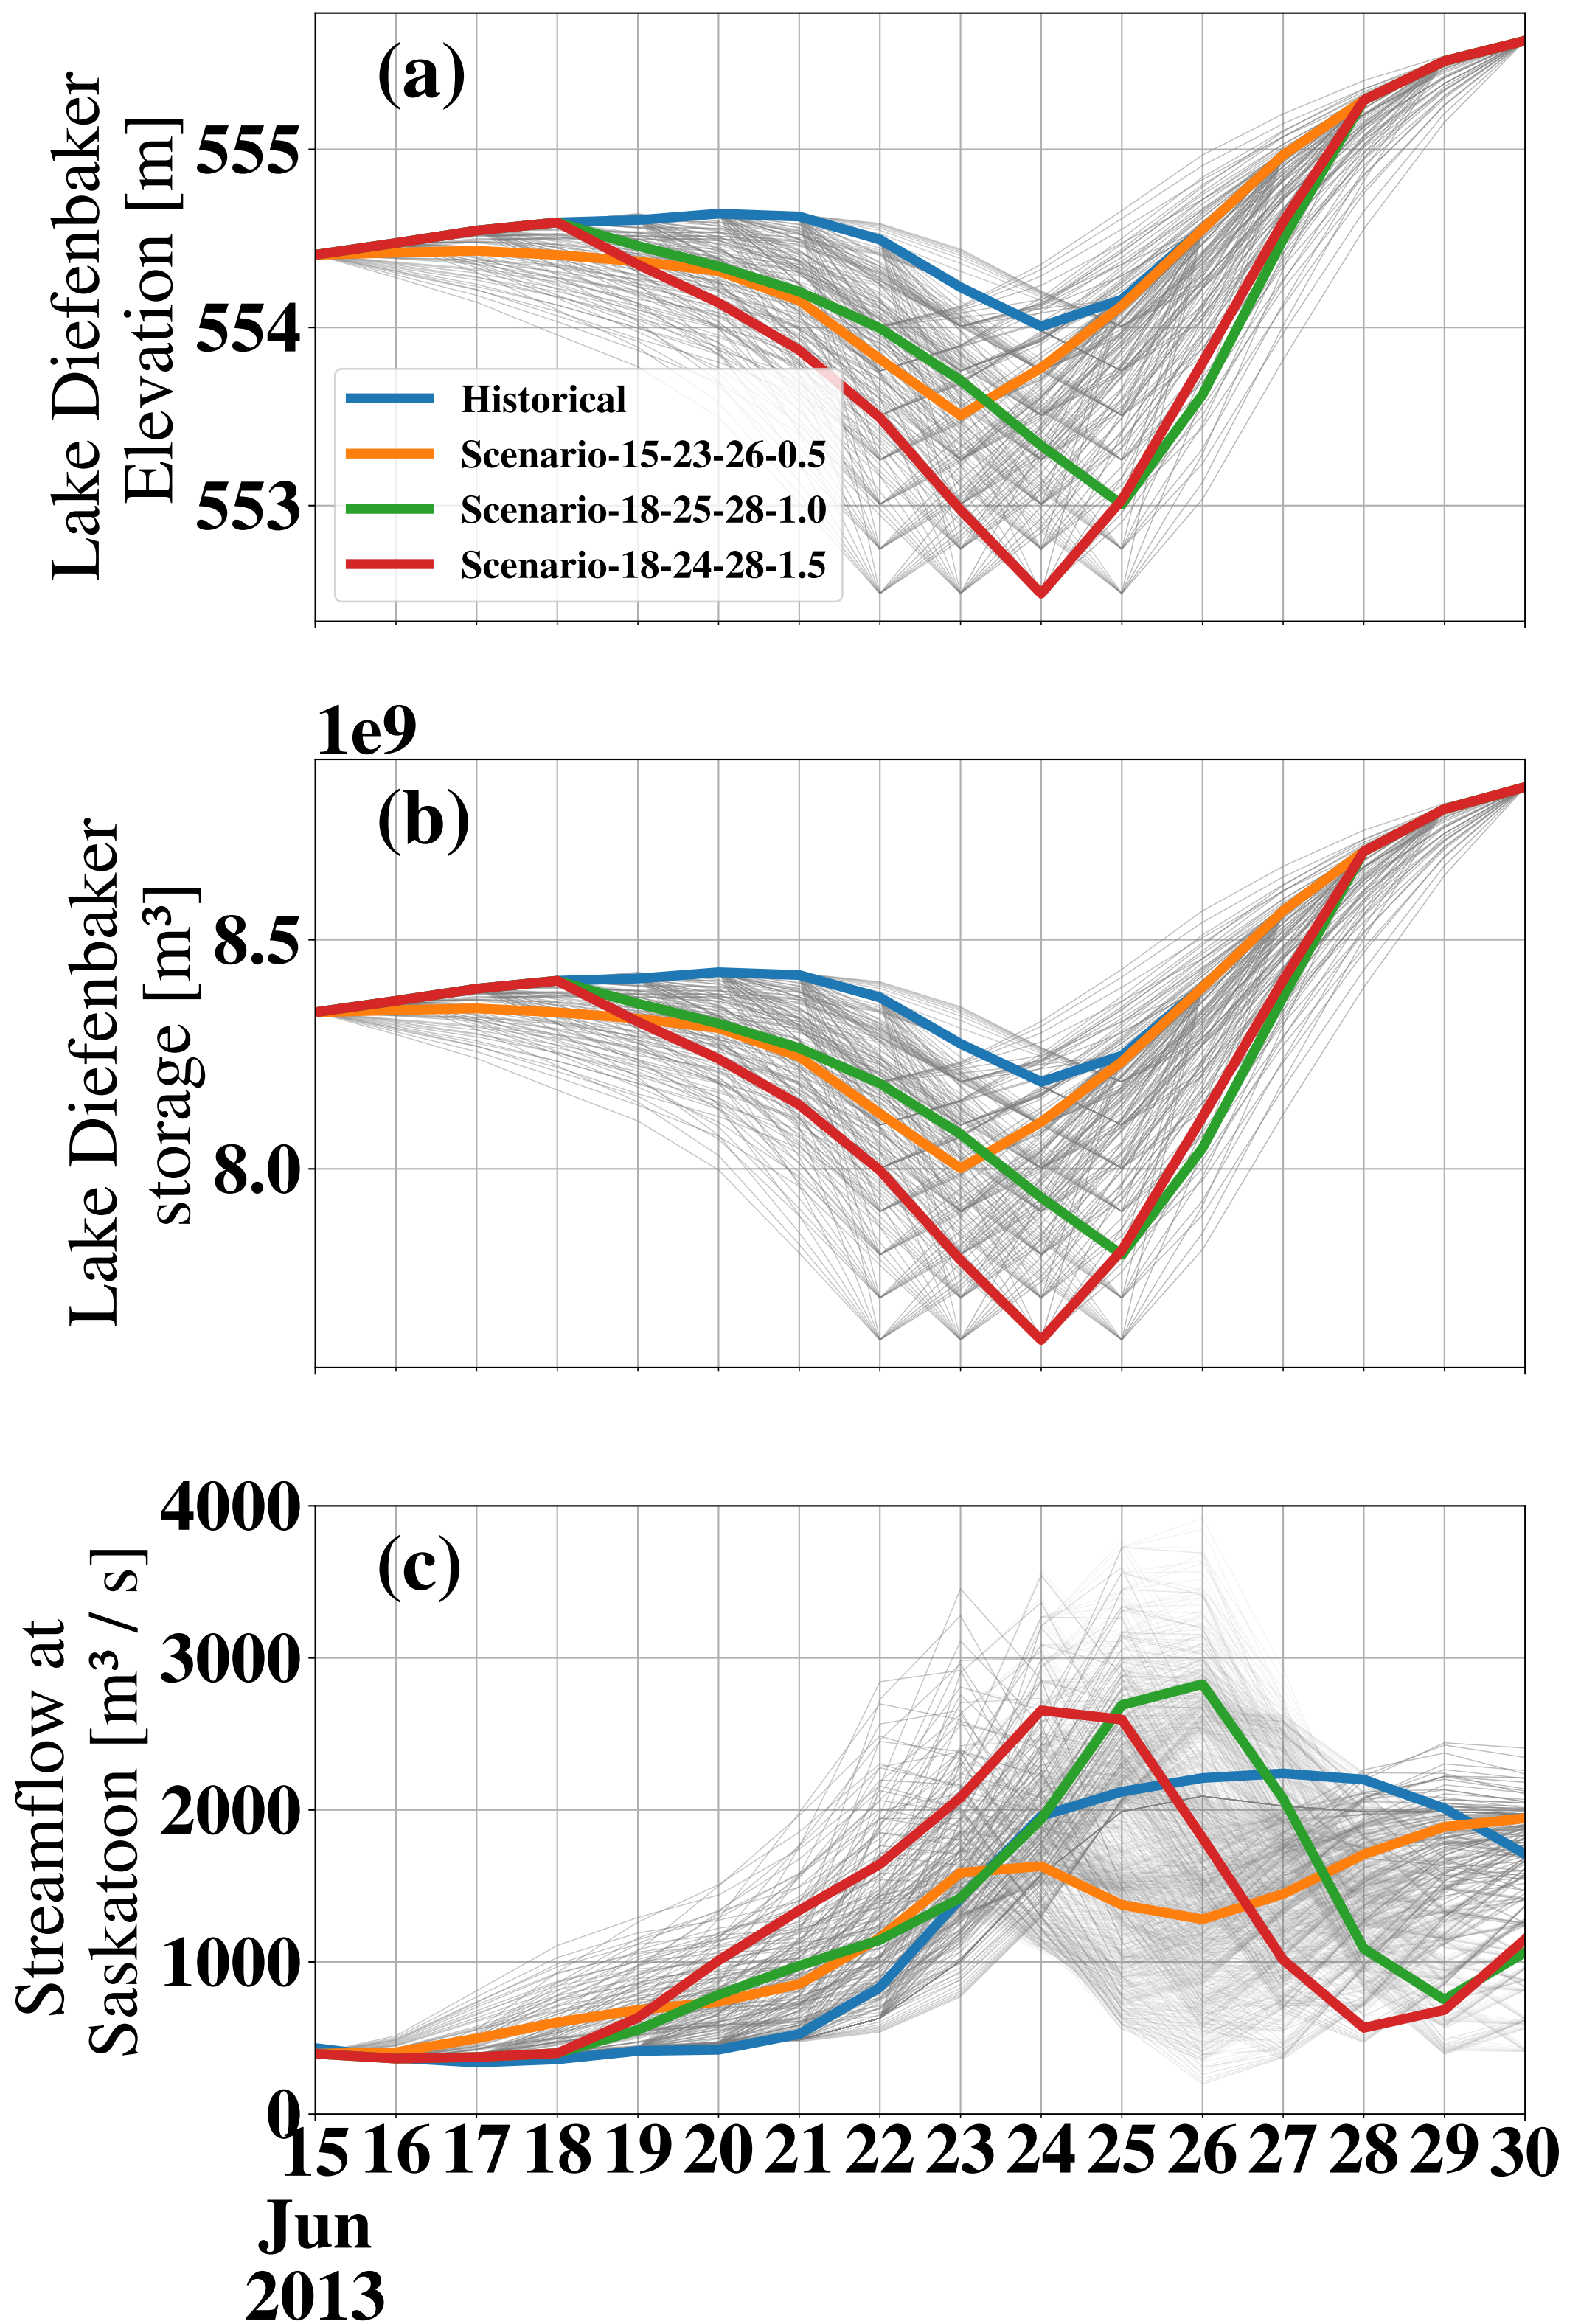 Lake Diefenbaker
Elevation [m]
(a)
555
554
553
Historical
Scenario-15-23-26-0.5
Scenario-18-25-28-1.0
Scenario-18-24-28-1.5
1e9
Lake Diefenbaker
storage [m³]
(b)
8.5
8.0
Streamflow at
Saskatoon [m³ / s]
(c)
4000
3000
2000
1000
0
15 16 17 18 19 20 21 22 23 24 25 26 27 28 29 30
Jun
2013